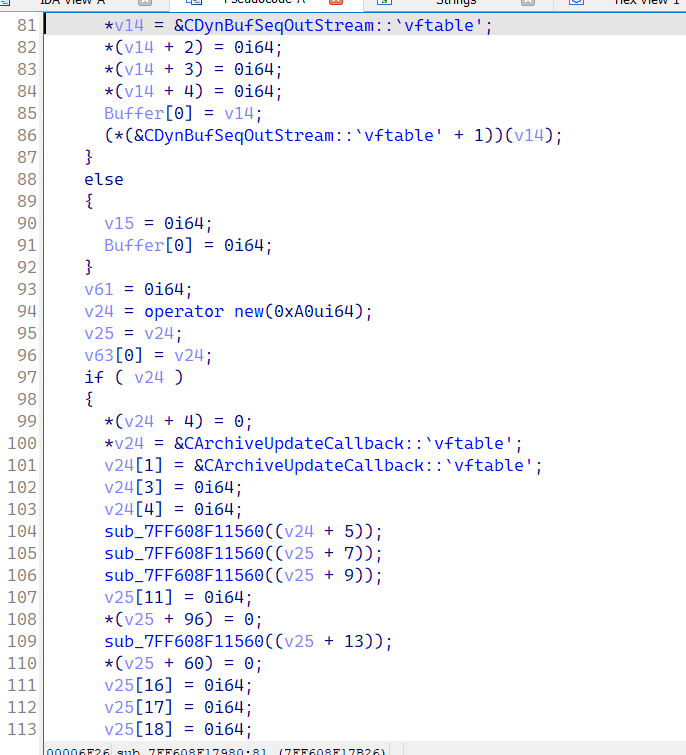 IDA View-A Pseudocode-A Strings Hex View-1
81 *v14 = &CDynBufSeqOutStream::`vftable';
82 *(v14 + 2) = 0i64;
83 *(v14 + 3) = 0i64;
84 *(v14 + 4) = 0i64;
85 Buffer[0] = v14;
86 (*(&CDynBufSeqOutStream::`vftable' + 1))(v14);
87 }
88 else
89 {
90 v15 = 0i64;
91 Buffer[0] = 0i64;
92 }
93 v61 = 0i64;
94 v24 = operator new(0xA0ui64);
95 v25 = v24;
96 v63[0] = v24;
97 if ( v24 )
98 {
99 *(v24 + 4) = 0;
100 *v24 = &CArchiveUpdateCallback::`vftable';
101 v24[1] = &CArchiveUpdateCallback::`vftable';
102 v24[3] = 0i64;
103 v24[4] = 0i64;
104 sub_7FF608F11560((v24 + 5));
105 sub_7FF608F11560((v25 + 7));
106 sub_7FF608F11560((v25 + 9));
107 v25[11] = 0i64;
108 *(v25 + 96) = 0;
109 sub_7FF608F11560((v25 + 13));
110 *(v25 + 60) = 0;
111 v25[16] = 0i64;
112 v25[17] = 0i64;
113 v25[18] = 0i64;
00006F26 sub_7FF608F17980:81 (7FF608F17B26)